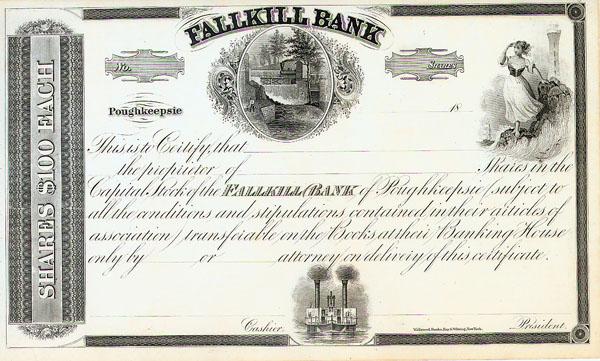 FALLKILL BANK
No.
Shares
SHARES $100 EACH
Poughkeepsie
18
This is to Certify, that
the proprietor of Shares in the
Capital Stock of the FALLKILL BANK of Poughkeepsie subject to
all the conditions and stipulations contained in their articles of
association transferable on the Books at their Banking House
only by or attorney on delivery of this certificate.
Cashier.
President.